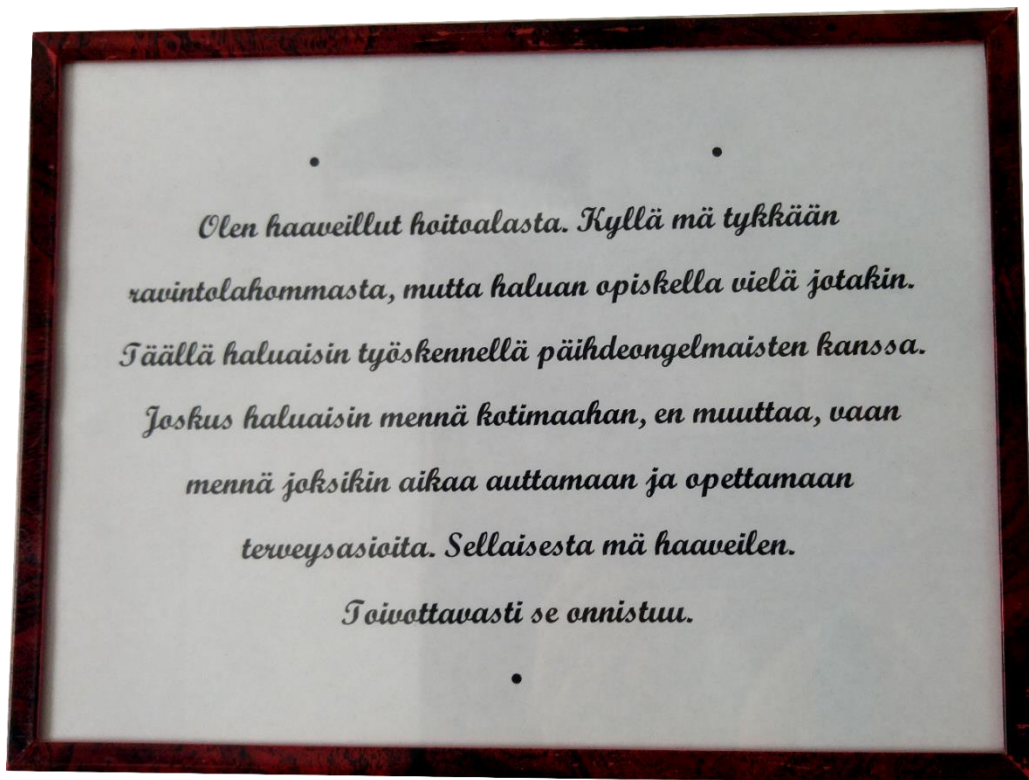 Olen haaveillut hoitoalasta. Kyllä mä tykkään
ravintolahommasta, mutta haluan opiskella vielä jotakin.
Täällä haluaisin työskennellä päihdeongelmaisten kanssa.
Joskus haluaisin mennä kotimaahan, en muuttaa, vaan
mennä joksikin aikaa auttamaan ja opettamaan
terveysasioita. Sellaisesta mä haaveilen.
Toivottavasti se onnistuu.